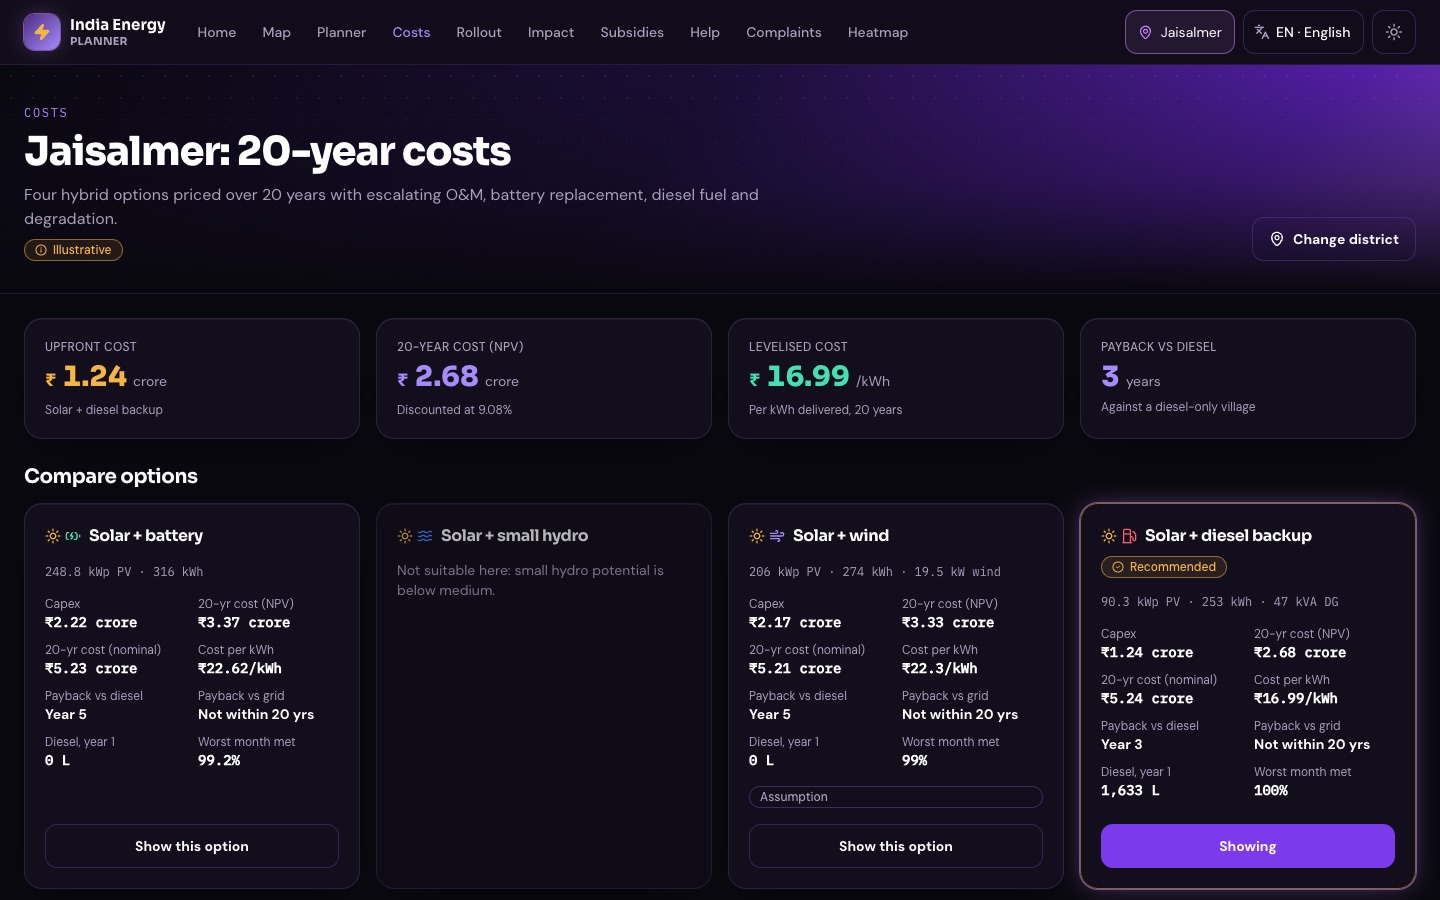 India Energy
PLANNER
Home
Map
Planner
Costs
Rollout
Impact
Subsidies
Help
Complaints
Heatmap
Jaisalmer
EN · English
COSTS
Jaisalmer: 20-year costs
Four hybrid options priced over 20 years with escalating O&M, battery replacement, diesel fuel and
degradation.
Illustrative
Change district
UPFRONT COST
₹ 1.24 crore
Solar + diesel backup
20-YEAR COST (NPV)
₹ 2.68 crore
Discounted at 9.08%
LEVELISED COST
₹ 16.99 /kWh
Per kWh delivered, 20 years
PAYBACK VS DIESEL
3 years
Against a diesel-only village
Compare options
Solar + battery
248.8 kWp PV · 316 kWh
Capex
₹2.22 crore
20-yr cost (NPV)
₹3.37 crore
20-yr cost (nominal)
₹5.23 crore
Cost per kWh
₹22.62/kWh
Payback vs diesel
Year 5
Payback vs grid
Not within 20 yrs
Diesel, year 1
0 L
Worst month met
99.2%
Show this option
Solar + small hydro
Not suitable here: small hydro potential is
below medium.
Solar + wind
206 kWp PV · 274 kWh · 19.5 kW wind
Capex
₹2.17 crore
20-yr cost (NPV)
₹3.33 crore
20-yr cost (nominal)
₹5.21 crore
Cost per kWh
₹22.3/kWh
Payback vs diesel
Year 5
Payback vs grid
Not within 20 yrs
Diesel, year 1
0 L
Worst month met
99%
Assumption
Show this option
Solar + diesel backup
Recommended
90.3 kWp PV · 253 kWh · 47 kVA DG
Capex
₹1.24 crore
20-yr cost (NPV)
₹2.68 crore
20-yr cost (nominal)
₹5.24 crore
Cost per kWh
₹16.99/kWh
Payback vs diesel
Year 3
Payback vs grid
Not within 20 yrs
Diesel, year 1
1,633 L
Worst month met
100%
Showing